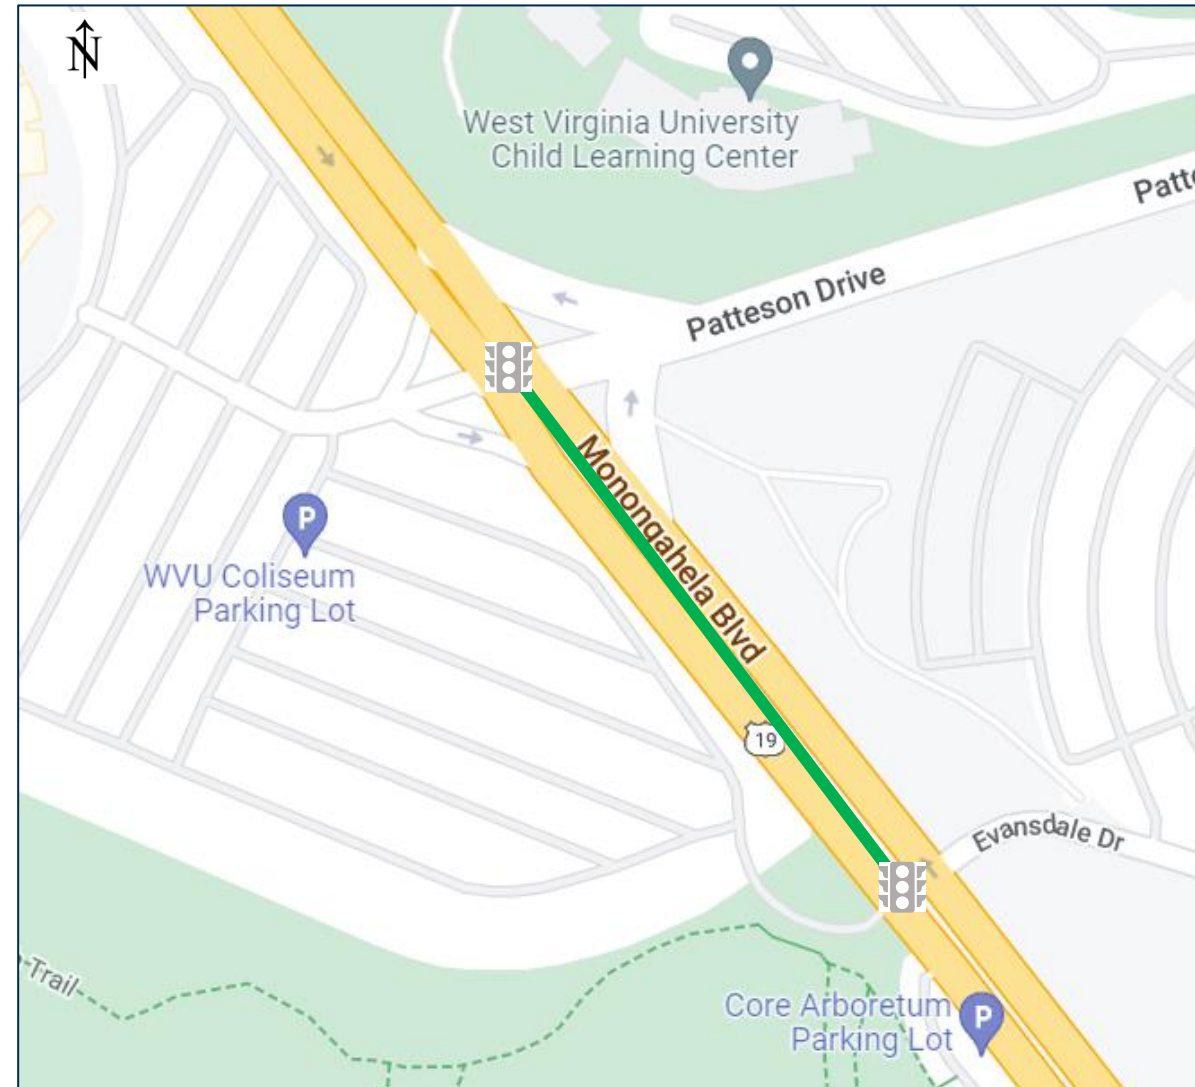 N
West Virginia University
Child Learning Center
Patte
Patteson Drive
Monongahela Blvd
P
WVU Coliseum
Parking Lot
19
Evansdale Dr
-Trail
Core Arboretum
Parking Lot
P